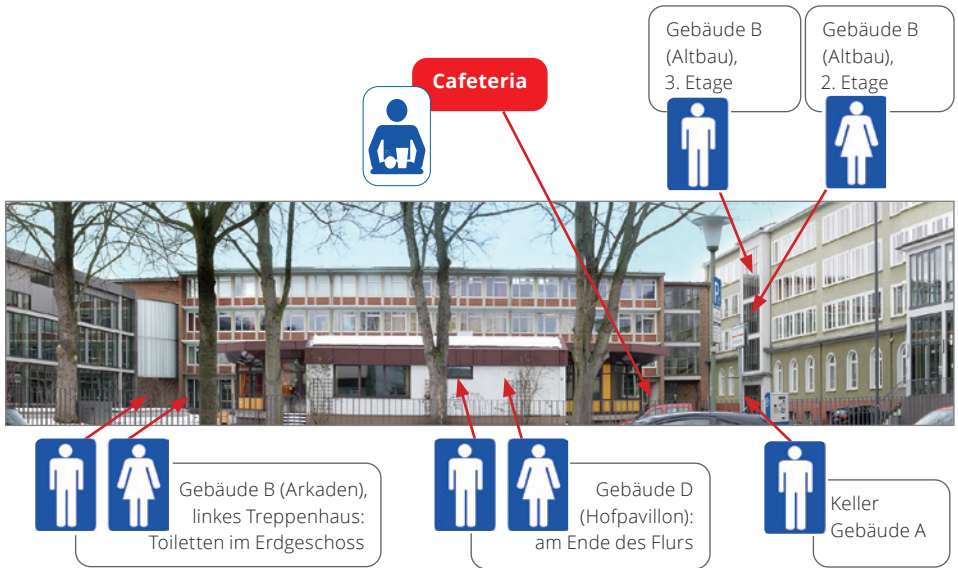 Gebäude B
(Altbau),
3. Etage
Gebäude B
(Altbau),
2. Etage
Cafeteria
P
Gebäude B (Arkaden),
linkes Treppenhaus:
Toiletten im Erdgeschoss
Gebäude D
(Hofpavillon):
am Ende des Flurs
Keller
Gebäude A